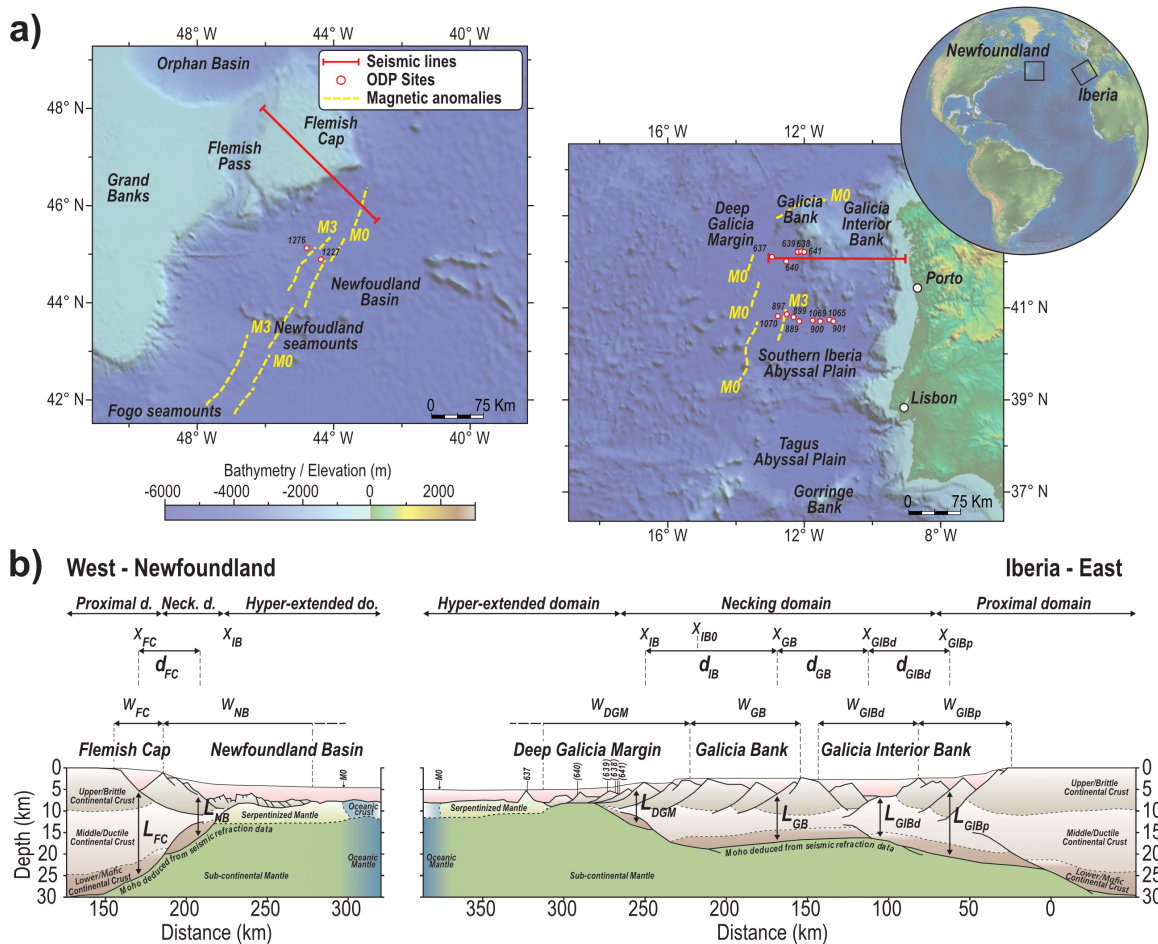 a)
48° W
44° W
40° W
Orphan Basin
Seismic lines
ODP Sites
Magnetic anomalies
48° N
46° N
44° N
42° N
Flemish Cap
Flemish Pass
Grand Banks
M3
M0
1276
1227
Newfoudland Basin
M3
M0
Newfoundland seamounts
Fogo seamounts
0 75 Km
48° W
44° W
40° W
Bathymetry / Elevation (m)
-6000 -4000 -2000 0 2000
Newfoundland
Iberia
16° W
12° W
M0
Deep Galicia Margin
Galicia Bank
Galicia Interior Bank
637
639 638
641
640
M0
Porto
M0
M3
897
899
1069
1065
1070
889
900
901
41° N
Southern Iberia Abyssal Plain
M0
Lisbon
39° N
Tagus Abyssal Plain
Gorringe Bank
0 75 Km
37° N
16° W
12° W
8° W
b)
West - Newfoundland
Iberia - East
Proximal d.
Neck. d.
Hyper-extended do.
Hyper-extended domain
Necking domain
Proximal domain
XFC
XIB
XIB
XIB0
XGB
XGIBd
XGIBp
dFC
dIB
dGB
dGIBd
WFC
WNB
WDGM
WGB
WGIBd
WGIBp
Flemish Cap
Newfoundland Basin
Deep Galicia Margin
Galicia Bank
Galicia Interior Bank
0
5
10
15
20
25
30
Depth (km)
Upper/Brittle Continental Crust
Middle/Ductile Continental Crust
Lower/Mafic Continental Crust
LFC
LNB
Moho deduced from seismic refraction data
Serpentinized Mantle
Sub-continental Mantle
M0
Oceanic crust
Oceanic Mantle
150
200
250
300
Distance (km)
M0
637
(640)
(639)
(638)
(641)
Serpentinized Mantle
Oceanic Mantle
Sub-continental Mantle
LDGM
LGB
LGIBd
LGIBp
Moho deduced from seismic refraction data
Upper/Brittle Continental Crust
Middle/Ductile Continental Crust
Lower/Mafic Continental Crust
0
5
10
15
20
25
30
Depth (km)
350
300
250
200
150
100
50
0
Distance (km)